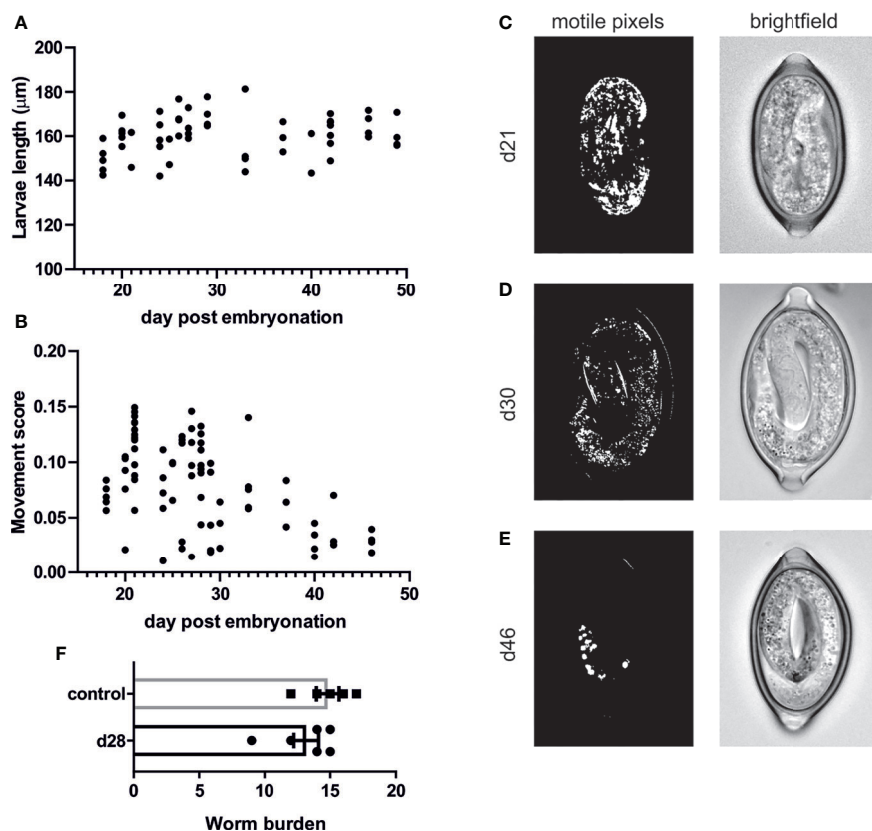 A
Larvae length (μm)
200
180
160
140
120
100
20
30
40
50
day post embryonation
B
Movement score
0.20
0.15
0.10
0.05
0.00
20
30
40
50
day post embryonation
F
control
d28
0
5
10
15
20
Worm burden
motile pixels
brightfield
C
d21
D
d30
E
d46